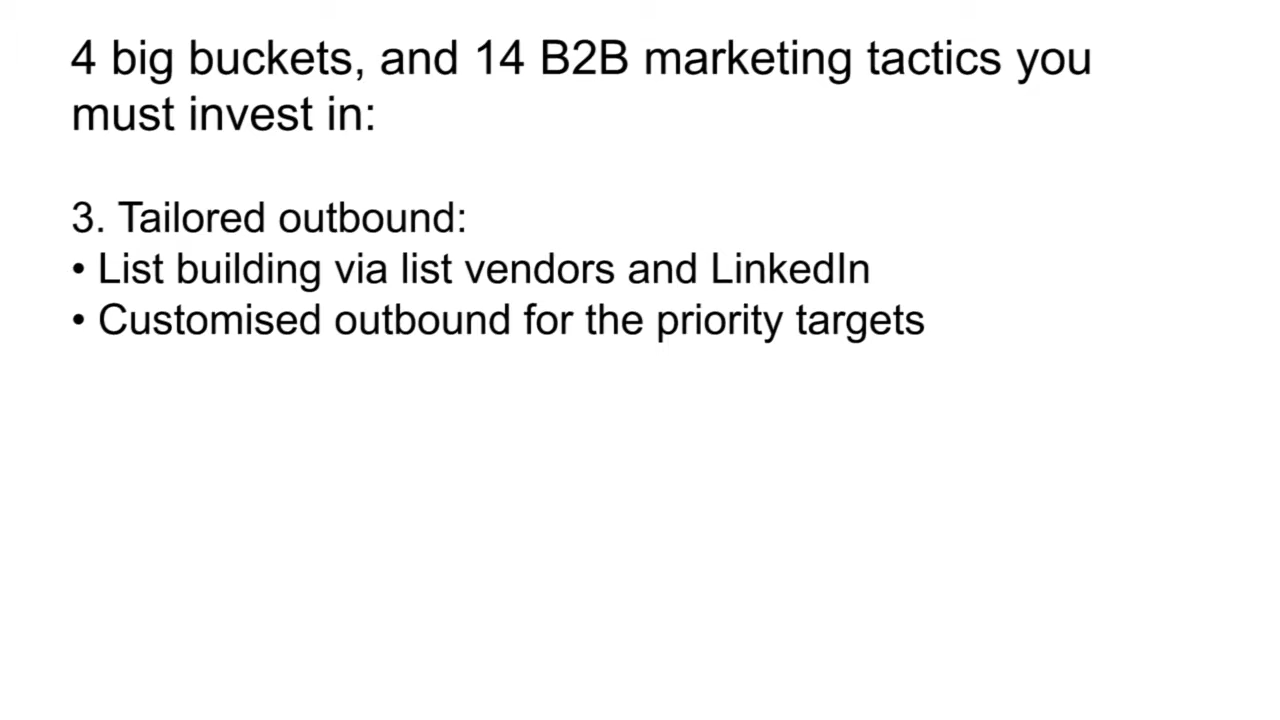 4 big buckets, and 14 B2B marketing tactics you
must invest in:
3. Tailored outbound:
• List building via list vendors and LinkedIn
• Customised outbound for the priority targets